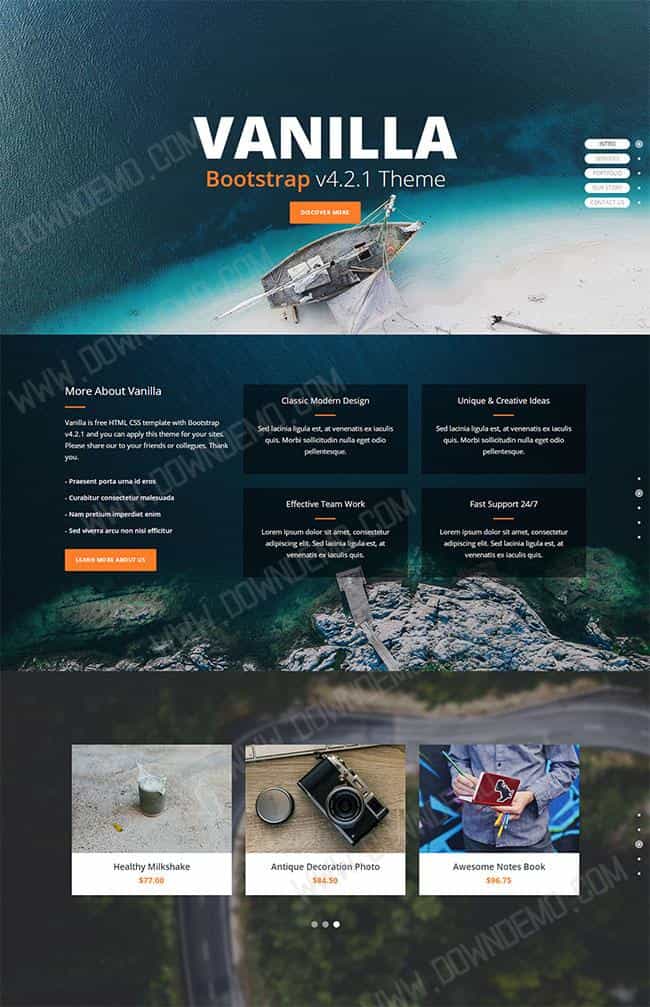 VANILLA
Bootstrap v4.2.1 Theme
DISCOVER MORE
INTRO
SERVICES
PORTFOLIO
OUR STORY
CONTACT US
WWW.DOWNDEMO.COM
More About Vanilla
Vanilla is free HTML CSS template with Bootstrap
v4.2.1 and you can apply this theme for your sites.
Please share our to your friends or collegues. Thank
you.
- Praesent porta urna id eros
- Curabitur consectetur malesuada
- Nam pretium imperdiet enim
- Sed viverra arcu non nisl efficitur
LEARN MORE ABOUT US
Classic Modern Design
Sed lacinia ligula est, at venenatis ex iaculis
quis. Morbi sollicitudin nulla eget odio
pellentesque.
Unique & Creative Ideas
Sed lacinia ligula est, at venenatis ex iaculis
quis. Morbi sollicitudin nulla eget odio
pellentesque.
Effective Team Work
Lorem ipsum dolor sit amet, consectetur
adipiscing elit. Sed lacinia ligula est, at
venenatis ex iaculis quis.
Fast Support 24/7
Lorem ipsum dolor sit amet, consectetur
adipiscing elit. Sed lacinia ligula est, at
venenatis ex iaculis quis.
WWW.DOWNDEMO.COM
Healthy Milkshake
$77.00
Antique Decoration Photo
$84.50
Awesome Notes Book
$96.75
WWW.DOWNDEMO.COM